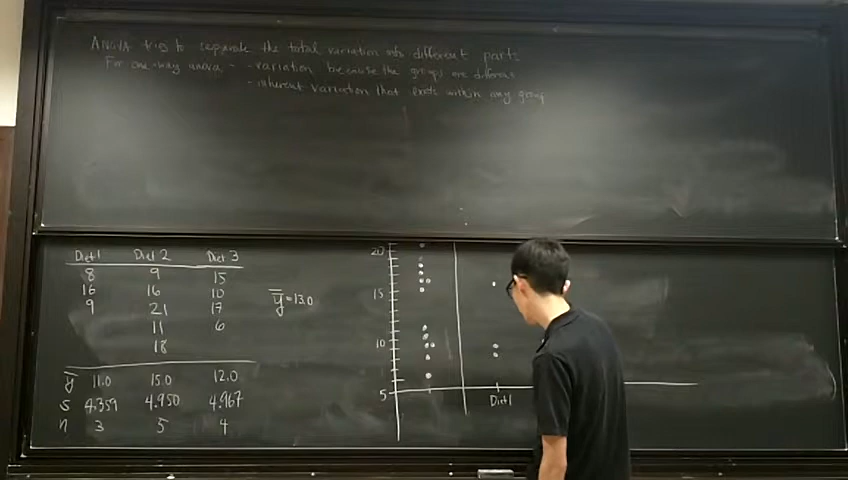 ANOVA tries to separate the total variation into different parts
For one-way anova - - variation because the groups are different
- inherent variation that exists within any group
Diet 1 Diet 2 Diet 3
8 9 15
16 16 10
9 21 17
11 6
18
ȳ 11.0 15.0 12.0
s 4.359 4.950 4.967
n 3 5 4
y̿ = 13.0
20
15
10
5
Diet 1